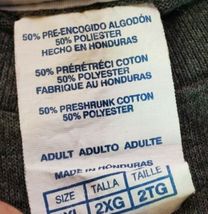 50% PRE-ENCOGIDO ALGODÓN
50% POLIESTER
HECHO EN HONDURAS
50% PRÉRÉTRÉCI COTON
50% POLYESTER
FABRIQUE AU HONDURAS
50% PRESHRUNK COTTON
50% POLYESTER
ADULT ADULTO ADULTE
MADE IN HONDURAS
SIZE TALLA TAILLE
2XG 2TG